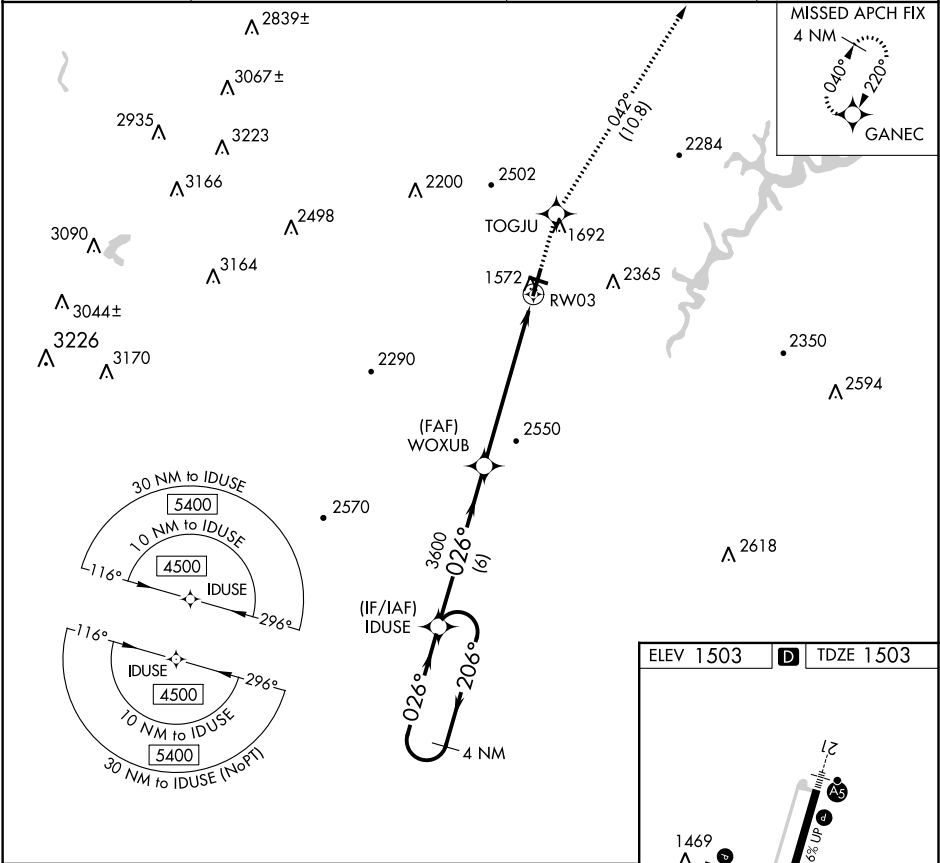 2839±
3067±
2935
3223
3166
2200
2502
2284
2498
3090
3164
3044±
3226
3170
042°
(10.8)
TOGJU
1692
1572
RW03
2365
2290
2350
2594
(FAF)
WOXUB
2550
2570
2618
3600
026°
(6)
(IF/IAF)
IDUSE
026°
206°
4 NM
MISSED APCH FIX
4 NM
040°
220°
GANEC
30 NM to IDUSE
5400
10 NM to IDUSE
4500
IDUSE
116°
296°
116°
296°
IDUSE
4500
10 NM to IDUSE
5400
30 NM to IDUSE (NoPT)
ELEV 1503
D
TDZE 1503
21
A5
P
6% UP
1469
P